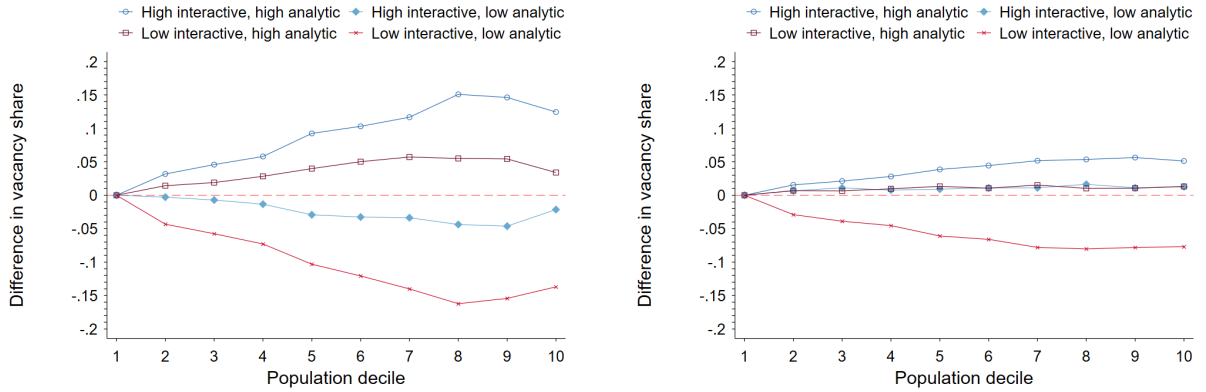 High interactive, high analytic
High interactive, low analytic
Low interactive, high analytic
Low interactive, low analytic
.2
.15
.1
.05
0
-.05
-.1
-.15
-.2
Difference in vacancy share
1 2 3 4 5 6 7 8 9 10
Population decile
High interactive, high analytic
High interactive, low analytic
Low interactive, high analytic
Low interactive, low analytic
.2
.15
.1
.05
0
-.05
-.1
-.15
-.2
Difference in vacancy share
1 2 3 4 5 6 7 8 9 10
Population decile